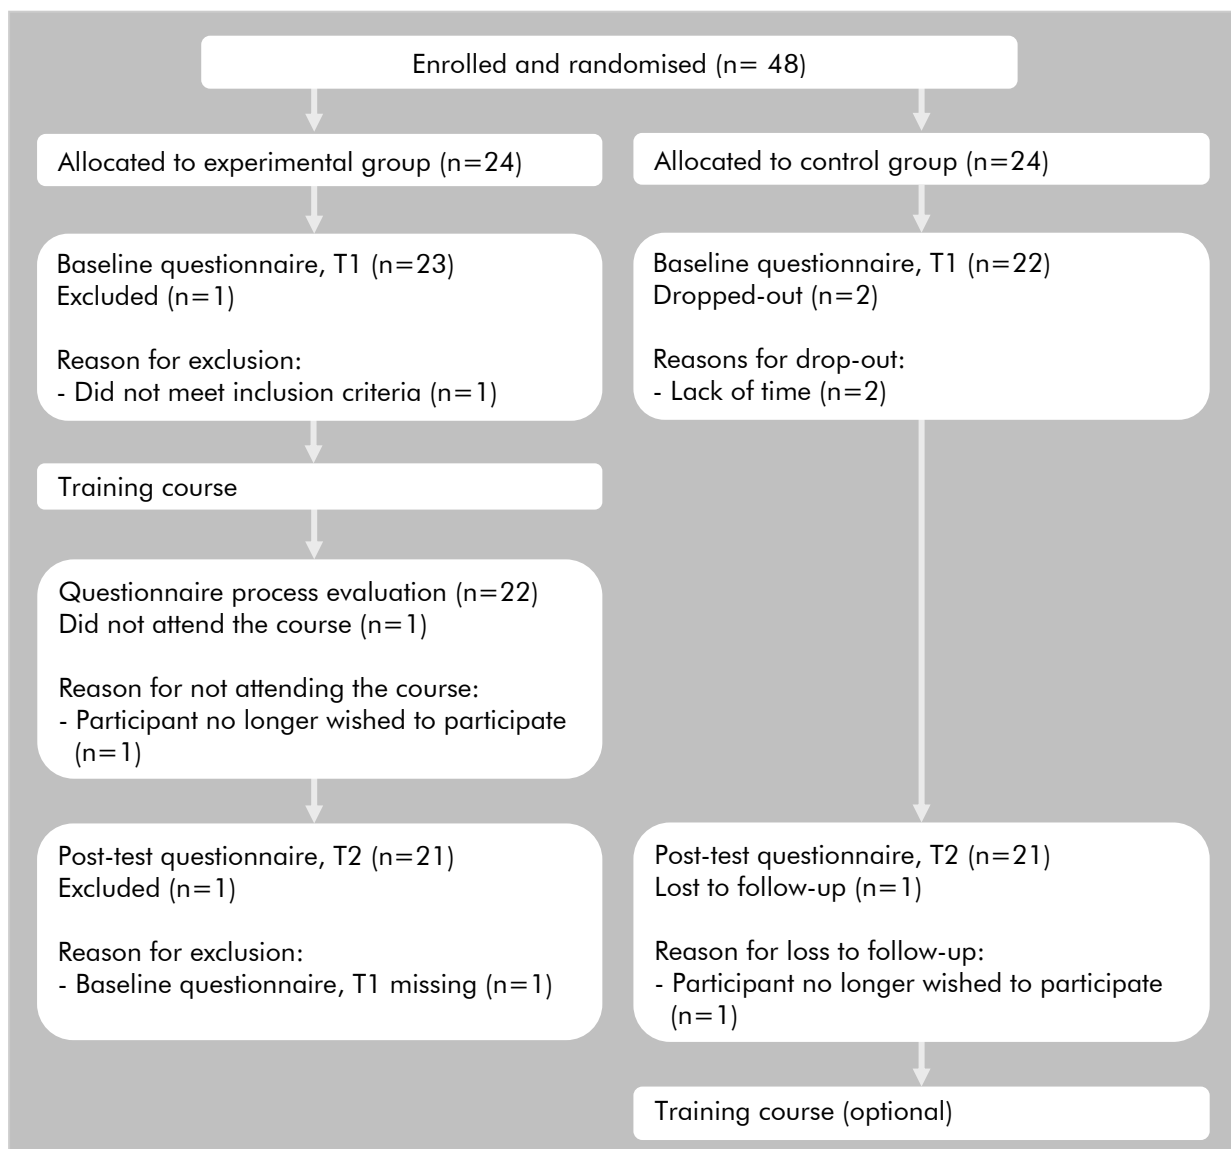 Enrolled and randomised (n= 48)
Allocated to experimental group (n=24)
Baseline questionnaire, T1 (n=23)
Excluded (n=1)
Reason for exclusion:
- Did not meet inclusion criteria (n=1)
Training course
Questionnaire process evaluation (n=22)
Did not attend the course (n=1)
Reason for not attending the course:
- Participant no longer wished to participate
(n=1)
Post-test questionnaire, T2 (n=21)
Excluded (n=1)
Reason for exclusion:
- Baseline questionnaire, T1 missing (n=1)
Allocated to control group (n=24)
Baseline questionnaire, T1 (n=22)
Dropped-out (n=2)
Reasons for drop-out:
- Lack of time (n=2)
Post-test questionnaire, T2 (n=21)
Lost to follow-up (n=1)
Reason for loss to follow-up:
- Participant no longer wished to participate
(n=1)
Training course (optional)